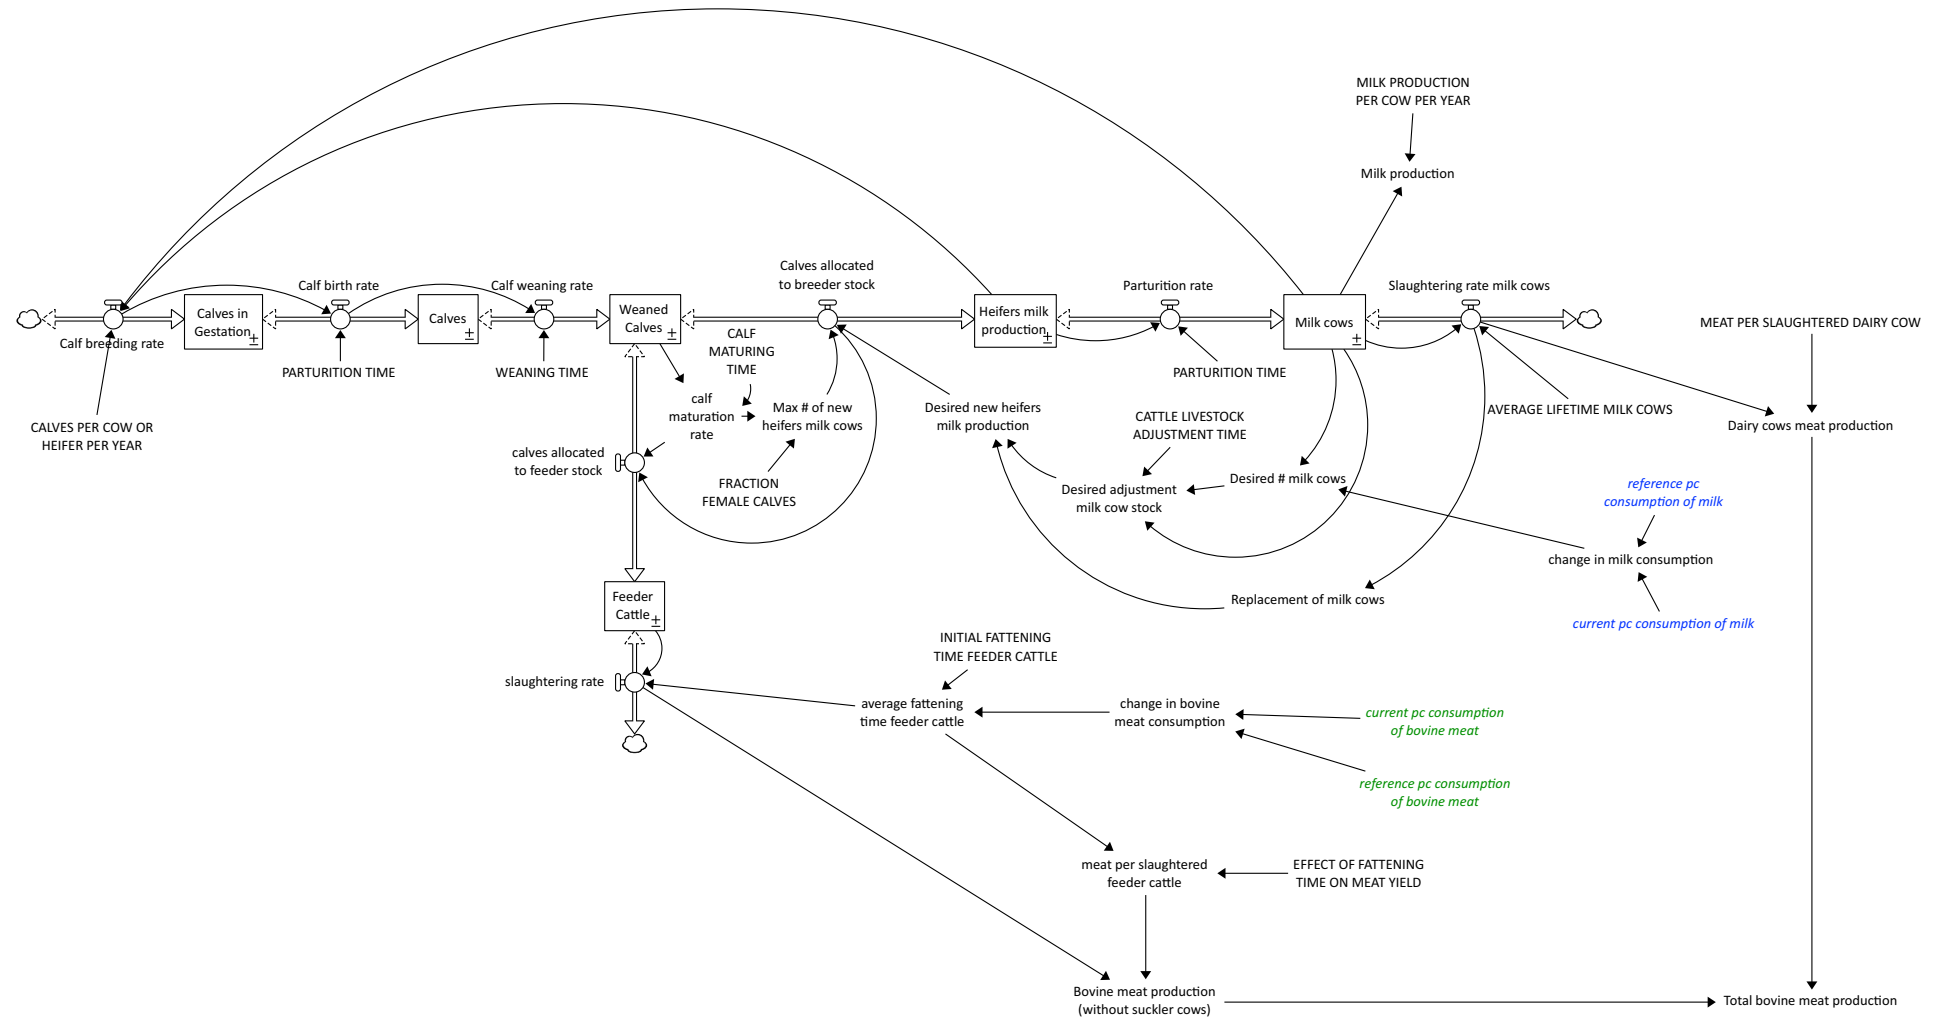 MILK PRODUCTION
PER COW PER YEAR
Milk production
Calves allocated
to breeder stock
Calf birth rate
Calf weaning rate
Parturition rate
Slaughtering rate milk cows
Calves in
Gestation
±
Calves
±
Weaned
Calves
±
Heifers milk
production
±
Milk cows
±
MEAT PER SLAUGHTERED DAIRY COW
Calf breeding rate
PARTURITION TIME
WEANING TIME
CALF
MATURING
TIME
PARTURITION TIME
CALVES PER COW OR
HEIFER PER YEAR
calf
maturation
rate
Max # of new
heifers milk cows
Desired new heifers
milk production
CATTLE LIVESTOCK
ADJUSTMENT TIME
AVERAGE LIFETIME MILK COWS
Dairy cows meat production
calves allocated
to feeder stock
FRACTION
FEMALE CALVES
Desired adjustment
milk cow stock
Desired # milk cows
reference pc
consumption of milk
change in milk consumption
Feeder
Cattle
±
Replacement of milk cows
current pc consumption of milk
INITIAL FATTENING
TIME FEEDER CATTLE
slaughtering rate
average fattening
time feeder cattle
change in bovine
meat consumption
current pc consumption
of bovine meat
reference pc consumption
of bovine meat
meat per slaughtered
feeder cattle
EFFECT OF FATTENING
TIME ON MEAT YIELD
Bovine meat production
(without suckler cows)
Total bovine meat production